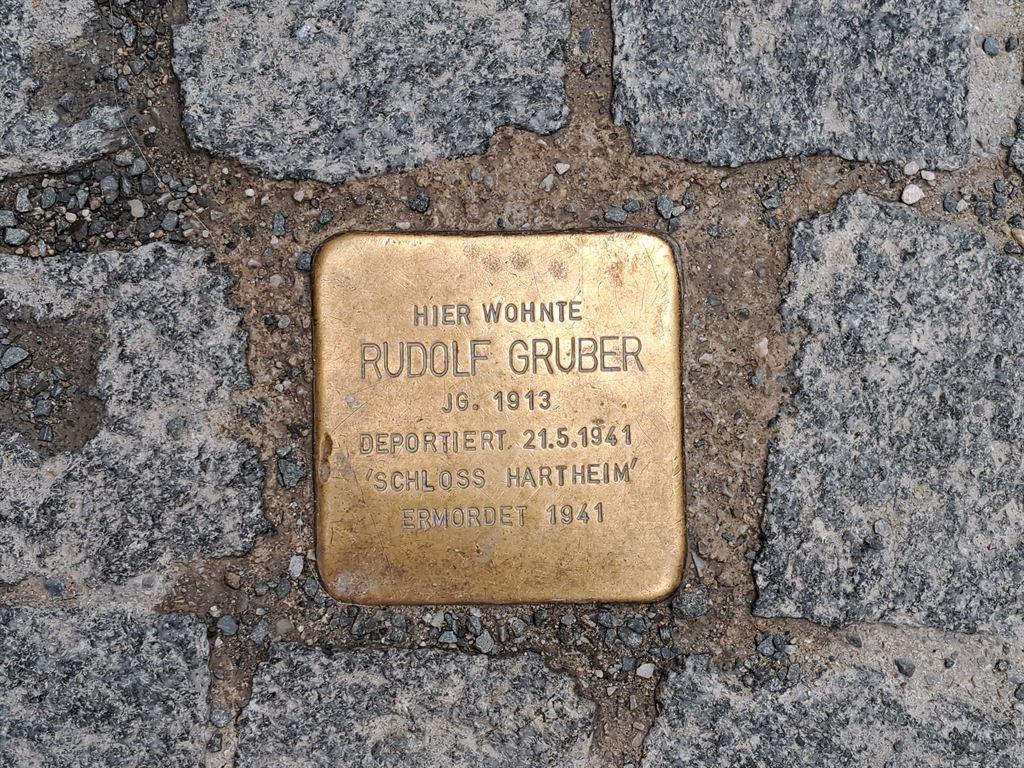 HIER WOHNTE
RUDOLF GRUBER
JG. 1913
DEPORTIERT 21.5.1941
'SCHLOSS HARTHEIM'
ERMORDET 1941